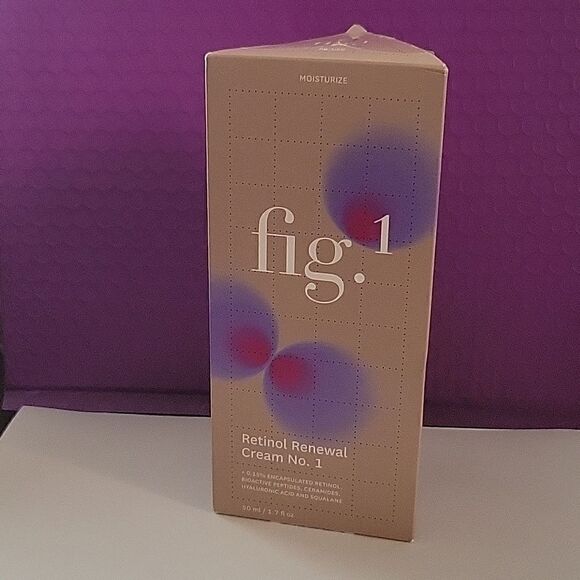 MOISTURIZE
fig.1
Retinol Renewal
Cream No. 1
+ 0.15% ENCAPSULATED RETINOL
BIOACTIVE PEPTIDES, CERAMIDES,
HYALURONIC ACID AND SQUALANE
50 ml / 1.7 fl oz